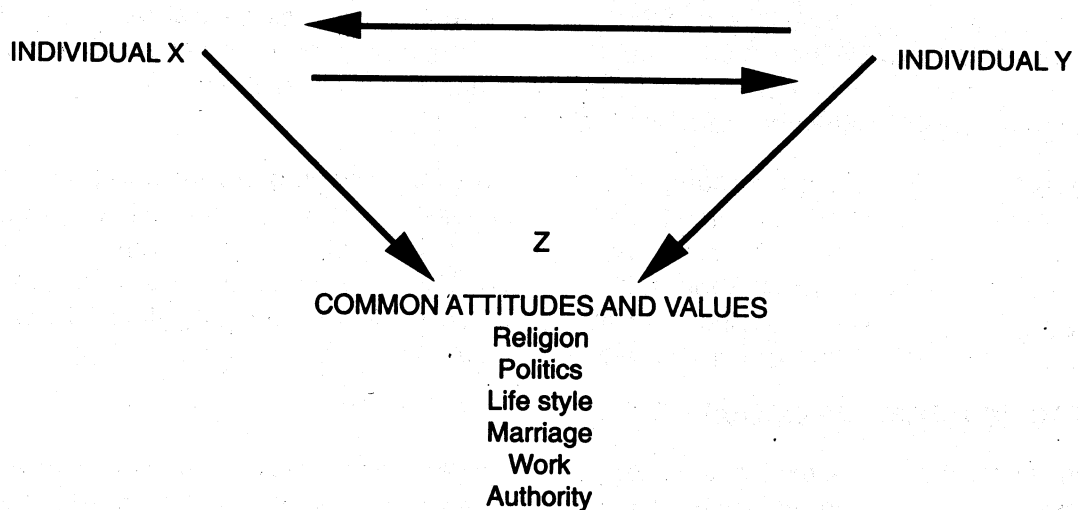 INDIVIDUAL X
INDIVIDUAL Y
Z
COMMON ATTITUDES AND VALUES
Religion
Politics
Life style
Marriage
Work
Authority